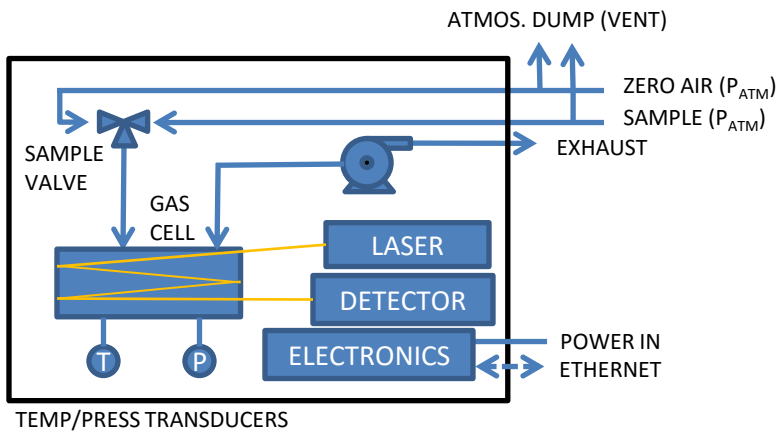 ATMOS. DUMP (VENT)
ZERO AIR (PATM)
SAMPLE (PATM)
EXHAUST
SAMPLE
VALVE
GAS
CELL
LASER
DETECTOR
T
P
ELECTRONICS
POWER IN
ETHERNET
TEMP/PRESS TRANSDUCERS